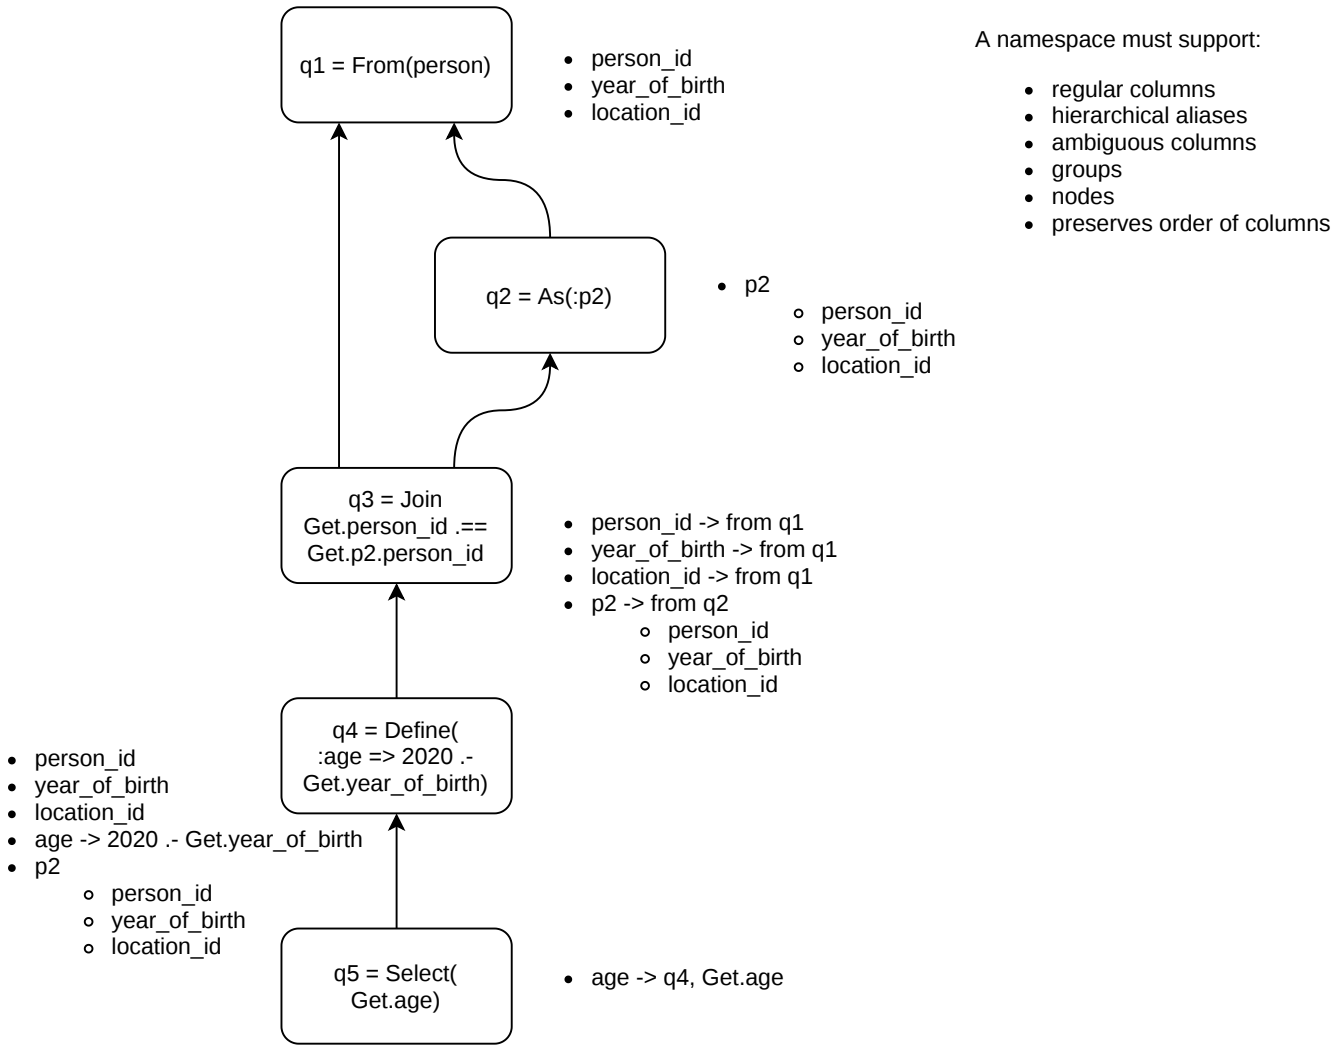 q1 = From(person)
person_id
year_of_birth
location_id
A namespace must support:
regular columns
hierarchical aliases
ambiguous columns
groups
nodes
preserves order of columns
q2 = As(:p2)
p2
person_id
year_of_birth
location_id
q3 = Join
Get.person_id .==
Get.p2.person_id
person_id -> from q1
year_of_birth -> from q1
location_id -> from q1
p2 -> from q2
person_id
year_of_birth
location_id
q4 = Define(
:age => 2020 .-
Get.year_of_birth)
person_id
year_of_birth
location_id
age -> 2020 .- Get.year_of_birth
p2
person_id
year_of_birth
location_id
q5 = Select(
Get.age)
age -> q4, Get.age